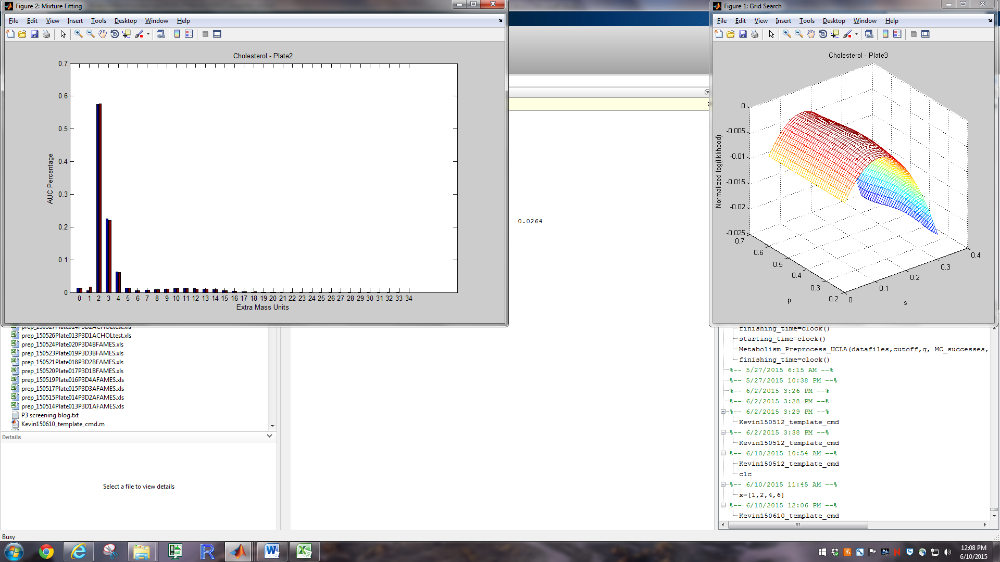 Figure 2: Mixture Fitting
File Edit View Insert Tools Desktop Window Help
Cholesterol - Plate2
0.7
0.6
0.5
0.4
0.3
0.2
0.1
0
AUC Percentage
0 1 2 3 4 5 6 7 8 9 10 11 12 13 14 15 16 17 18 19 20 21 22 23 24 25 26 27 28 29 30 31 32 33 34
Extra Mass Units
Figure 1: Grid Search
File Edit View Insert Tools Desktop Window Help
Cholesterol - Plate3
0
-0.005
-0.01
-0.015
-0.02
-0.025
Normalized log(liklihood)
0.7
0.6
0.5
0.4
0.3
0.2
p
0
0.1
0.2
0.3
0.4
s
0.0264
prep_150526Plate013P3D1ACHOLtest.xls
prep_150524Plate020P3D4BFAMES.xls
prep_150523Plate019P3D3BFAMES.xls
prep_150521Plate018P3D2BFAMES.xls
prep_150520Plate017P3D1BFAMES.xls
prep_150519Plate016P3D4AFAMES.xls
prep_150517Plate015P3D3AFAMES.xls
prep_150515Plate014P3D2AFAMES.xls
prep_150514Plate013P3D1AFAMES.xls
P3 screening blog.txt
Kevin150610_template_cmd.m
Details
Select a file to view details
finishing_time=clock()
starting_time=clock()
Metabolism_Preprocess_UCLA(datafiles,cutoff,q, MC_successes,
finishing_time=clock()
%-- 5/27/2015 6:15 AM --%
%-- 5/27/2015 10:38 PM --%
%-- 6/2/2015 3:26 PM --%
%-- 6/2/2015 3:28 PM --%
%-- 6/2/2015 3:29 PM --%
Kevin150512_template_cmd
%-- 6/2/2015 3:38 PM --%
Kevin150512_template_cmd
%-- 6/10/2015 10:54 AM --%
Kevin150512_template_cmd
clc
%-- 6/10/2015 11:45 AM --%
x=[1,2,4,6]
%-- 6/10/2015 12:06 PM --%
Kevin150610_template_cmd
Busy
12:08 PM
6/10/2015